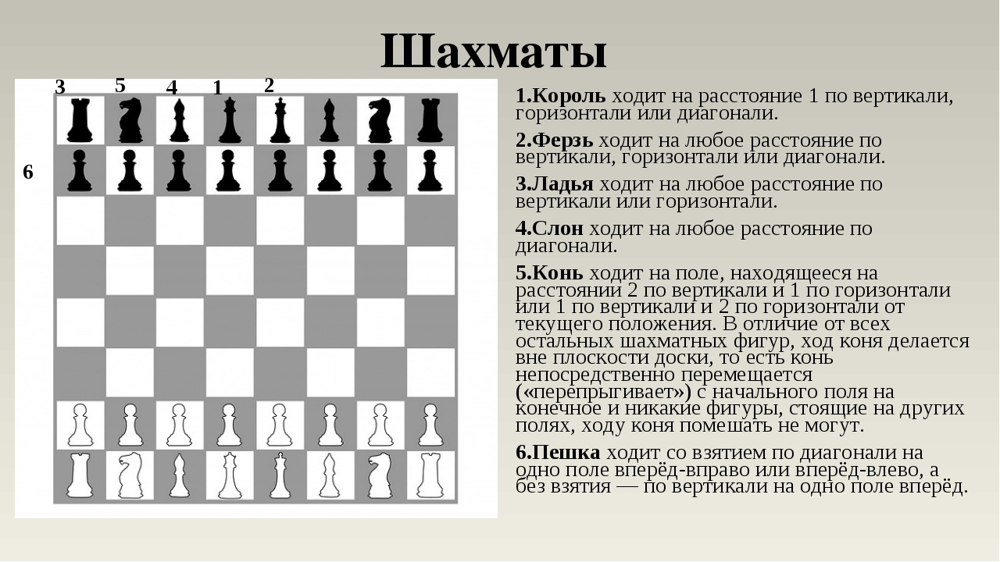 Шахматы
3 5 4 1 2
6
1.Король ходит на расстояние 1 по вертикали,
горизонтали или диагонали.
2.Ферзь ходит на любое расстояние по
вертикали, горизонтали или диагонали.
3.Ладья ходит на любое расстояние по
вертикали или горизонтали.
4.Слон ходит на любое расстояние по
диагонали.
5.Конь ходит на поле, находящееся на
расстоянии 2 по вертикали и 1 по горизонтали
или 1 по вертикали и 2 по горизонтали от
текущего положения. В отличие от всех
остальных шахматных фигур, ход коня делается
вне плоскости доски, то есть конь
непосредственно перемещается
(«перепрыгивает») с начального поля на
конечное и никакие фигуры, стоящие на других
полях, ходу коня помешать не могут.
6.Пешка ходит со взятием по диагонали на
одно поле вперёд-вправо или вперёд-влево, а
без взятия — по вертикали на одно поле вперёд.